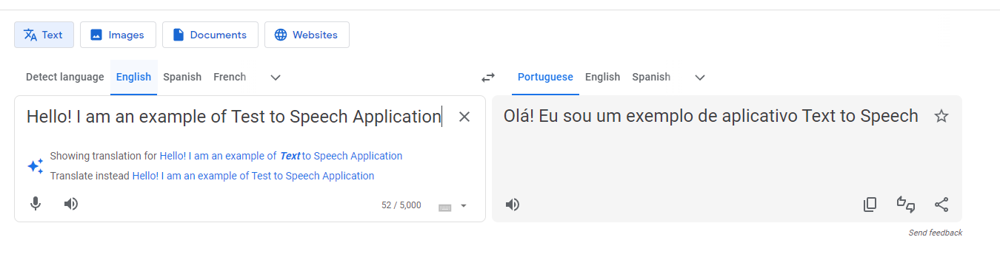 Text Images Documents Websites
Detect language English Spanish French Portuguese English Spanish
Hello! I am an example of Test to Speech Application
Showing translation for Hello! I am an example of Text to Speech Application
Translate instead Hello! I am an example of Test to Speech Application
52 / 5,000
Olá! Eu sou um exemplo de aplicativo Text to Speech
Send feedback